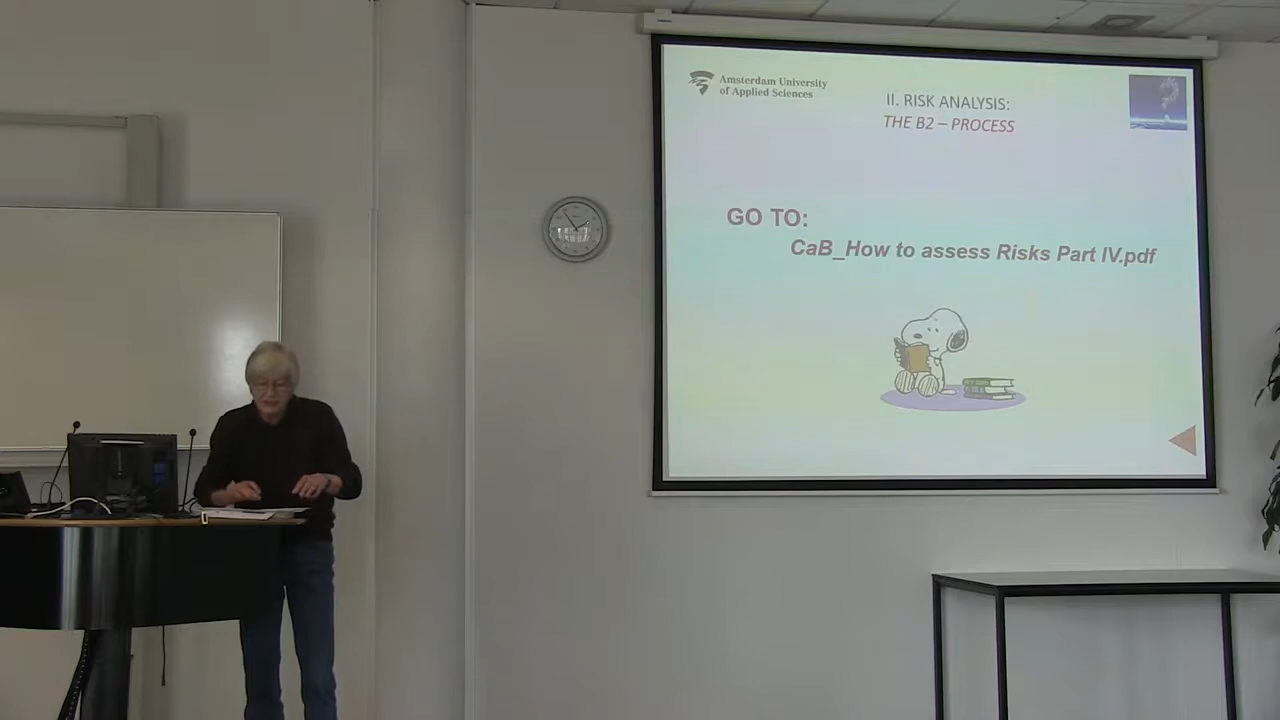 Amsterdam University
of Applied Sciences
II. RISK ANALYSIS:
THE B2 – PROCESS
GO TO:
CaB_How to assess Risks Part IV.pdf